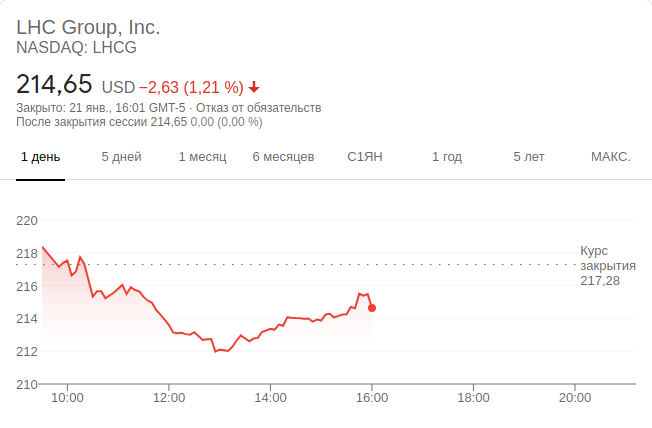 LHC Group, Inc.
NASDAQ: LHCG
214,65 USD −2,63 (1,21 %)
Закрыто: 21 янв., 16:01 GMT-5 · Отказ от обязательств
После закрытия сессии 214,65 0,00 (0,00 %)
1 день 5 дней 1 месяц 6 месяцев С1ЯН 1 год 5 лет МАКС.
220
218
216
214
212
210
Курс
закрытия
217,28
10:00 12:00 14:00 16:00 18:00 20:00